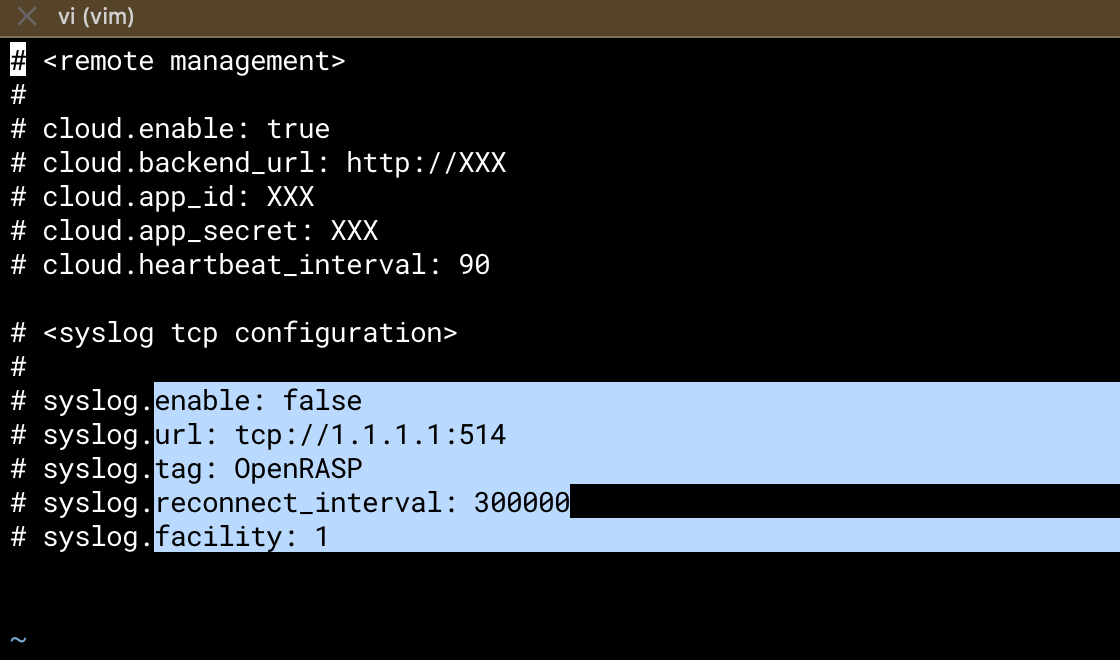 vi (vim)
# <remote management>
#
# cloud.enable: true
# cloud.backend_url: http://XXX
# cloud.app_id: XXX
# cloud.app_secret: XXX
# cloud.heartbeat_interval: 90
# <syslog tcp configuration>
#
# syslog.enable: false
# syslog.url: tcp://1.1.1.1:514
# syslog.tag: OpenRASP
# syslog.reconnect_interval: 300000
# syslog.facility: 1
~